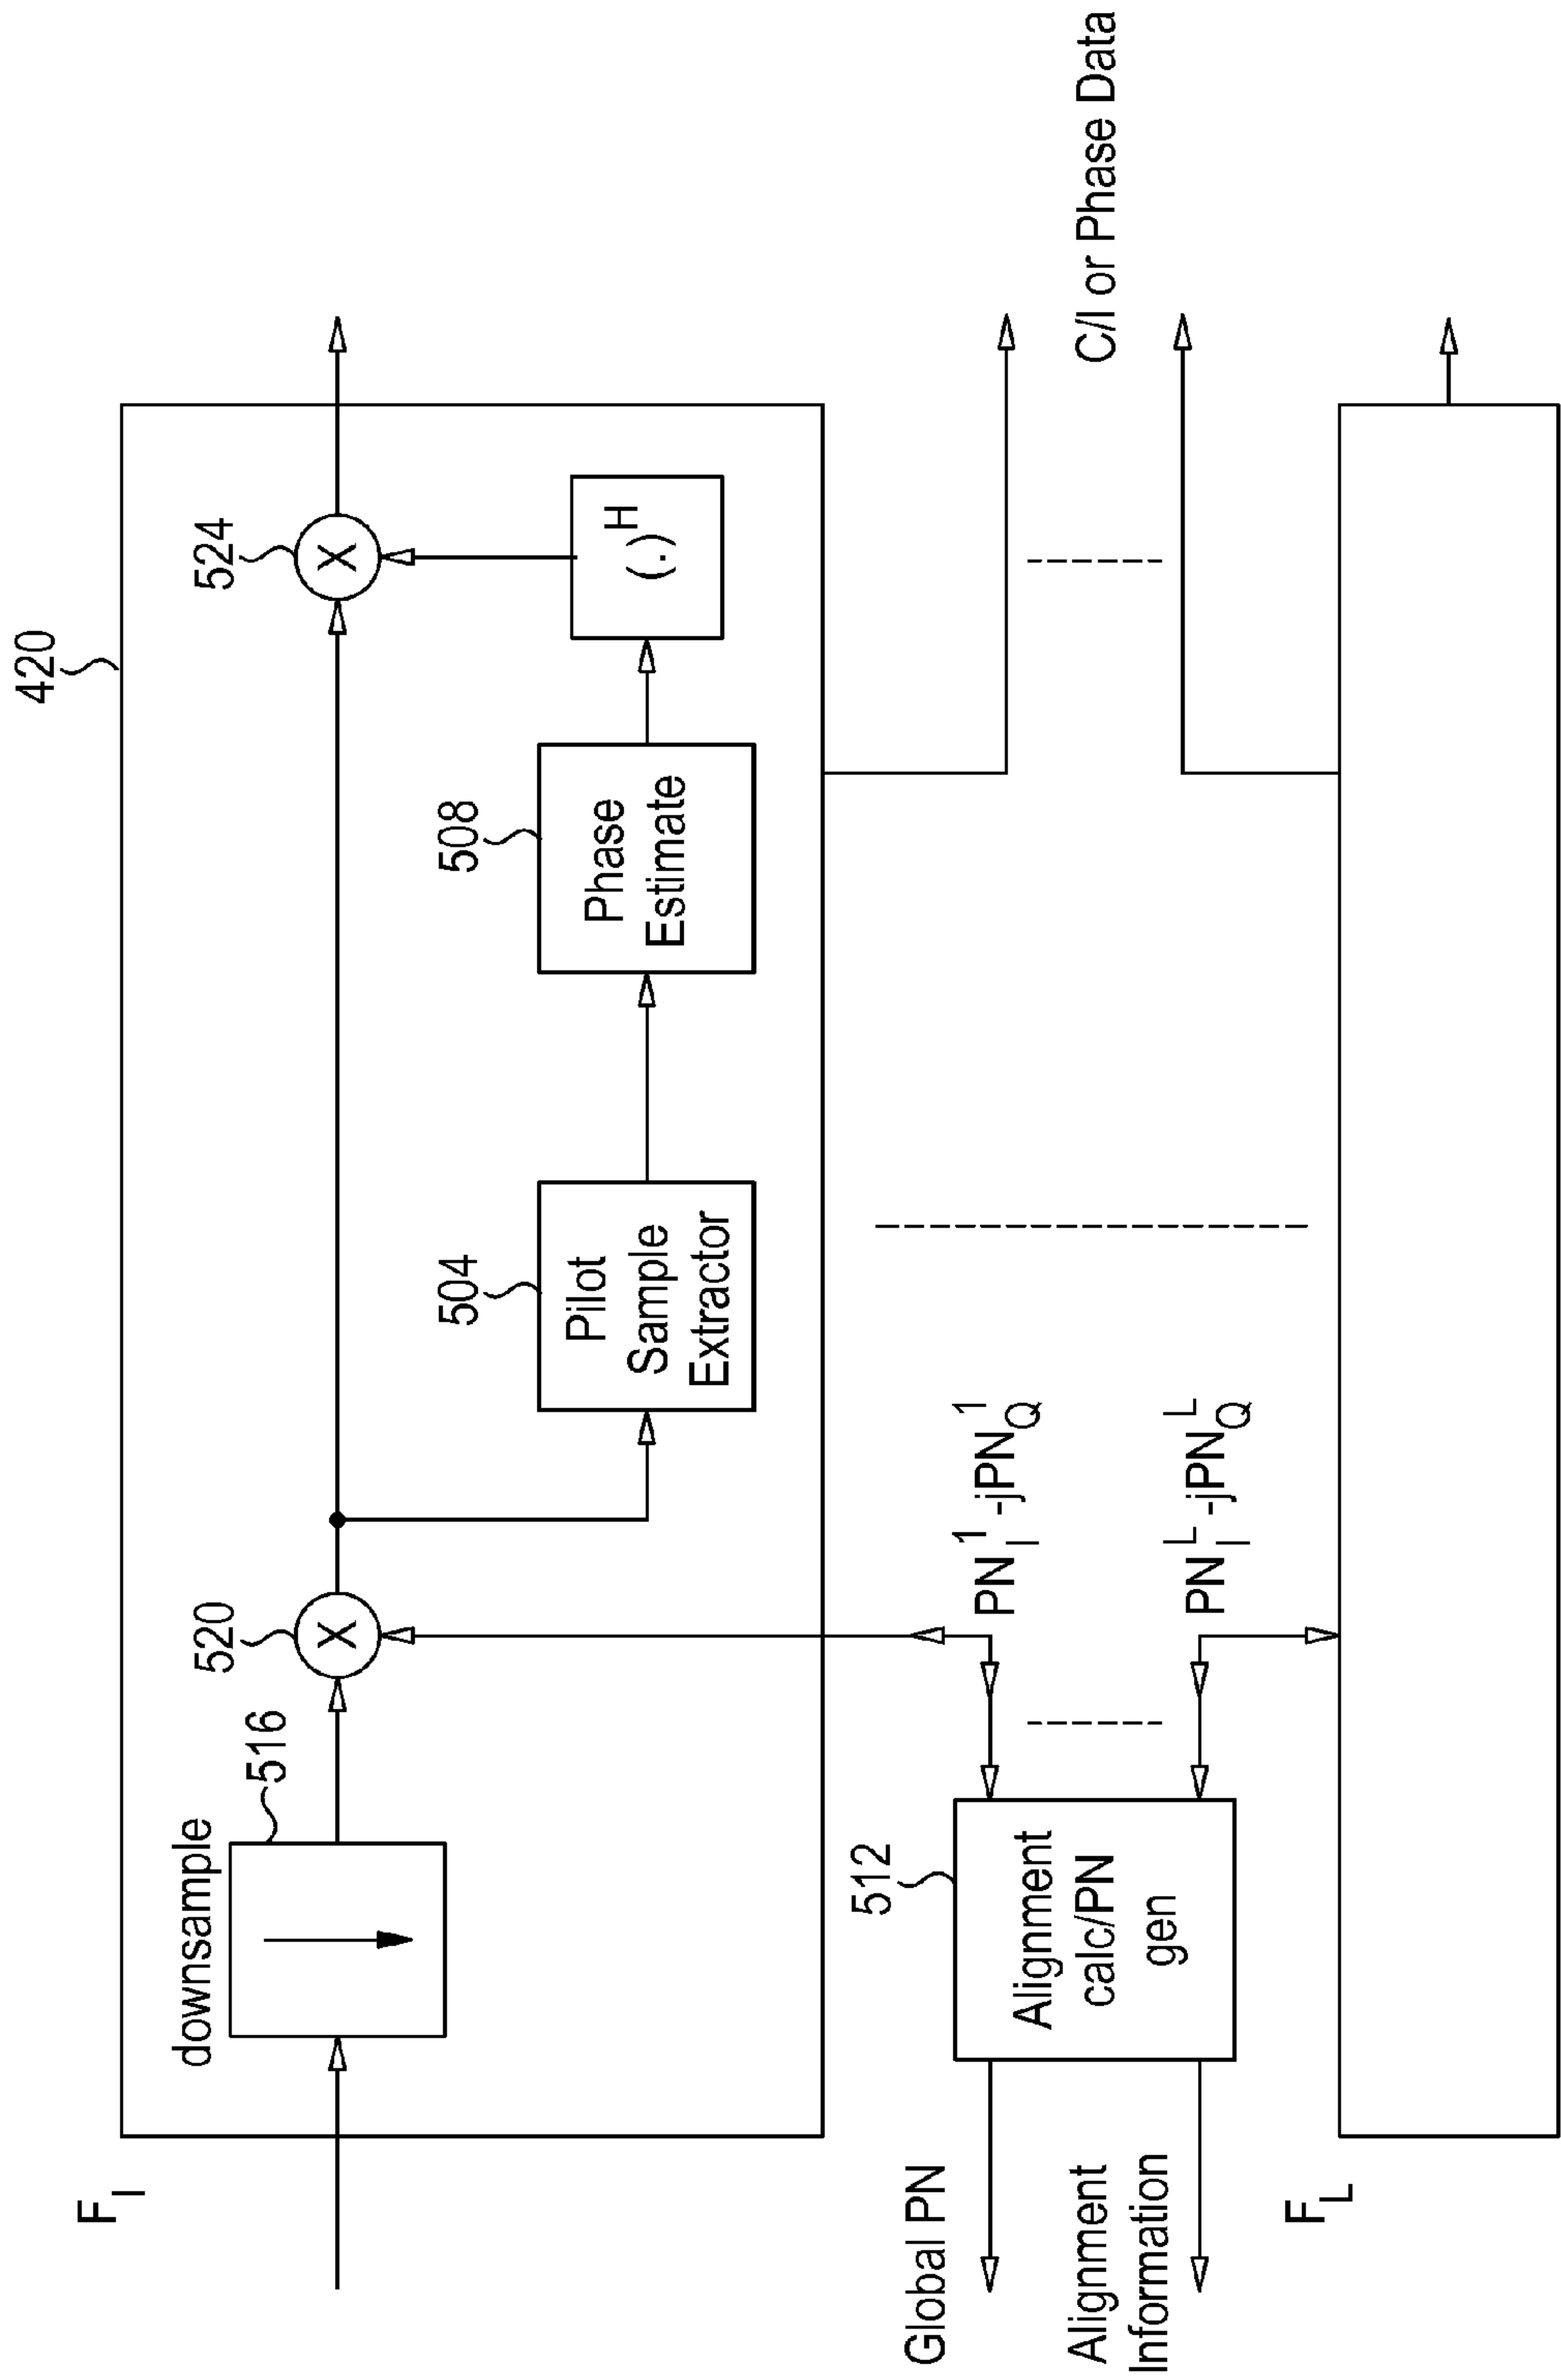 420
F_I
downsample
516
520
524
504
Pilot
Sample
Extractor
508
Phase
Estimate
(.)^H
X
X
Global PN
Alignment
Information
512
Alignment
calc/PN
gen
PN_I^1 -jPN_Q^1
PN_I^L -jPN_Q^L
C/I or Phase Data
F_L